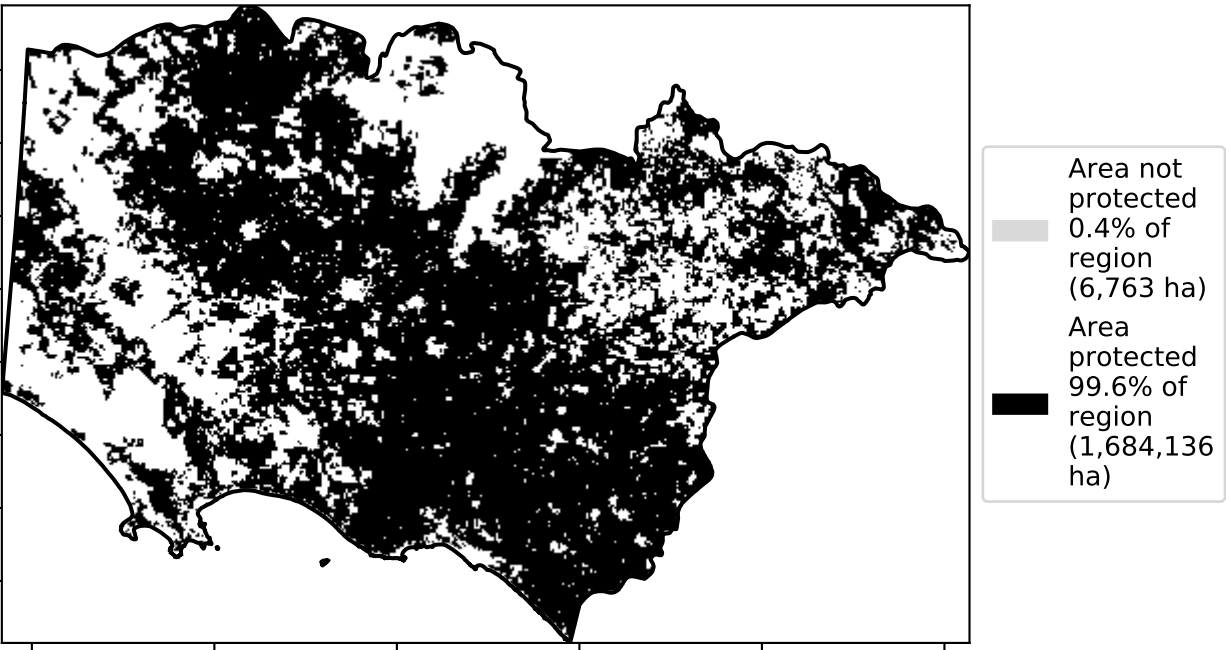 Area not
protected
0.4% of
region
(6,763 ha)
Area
protected
99.6% of
region
(1,684,136
ha)